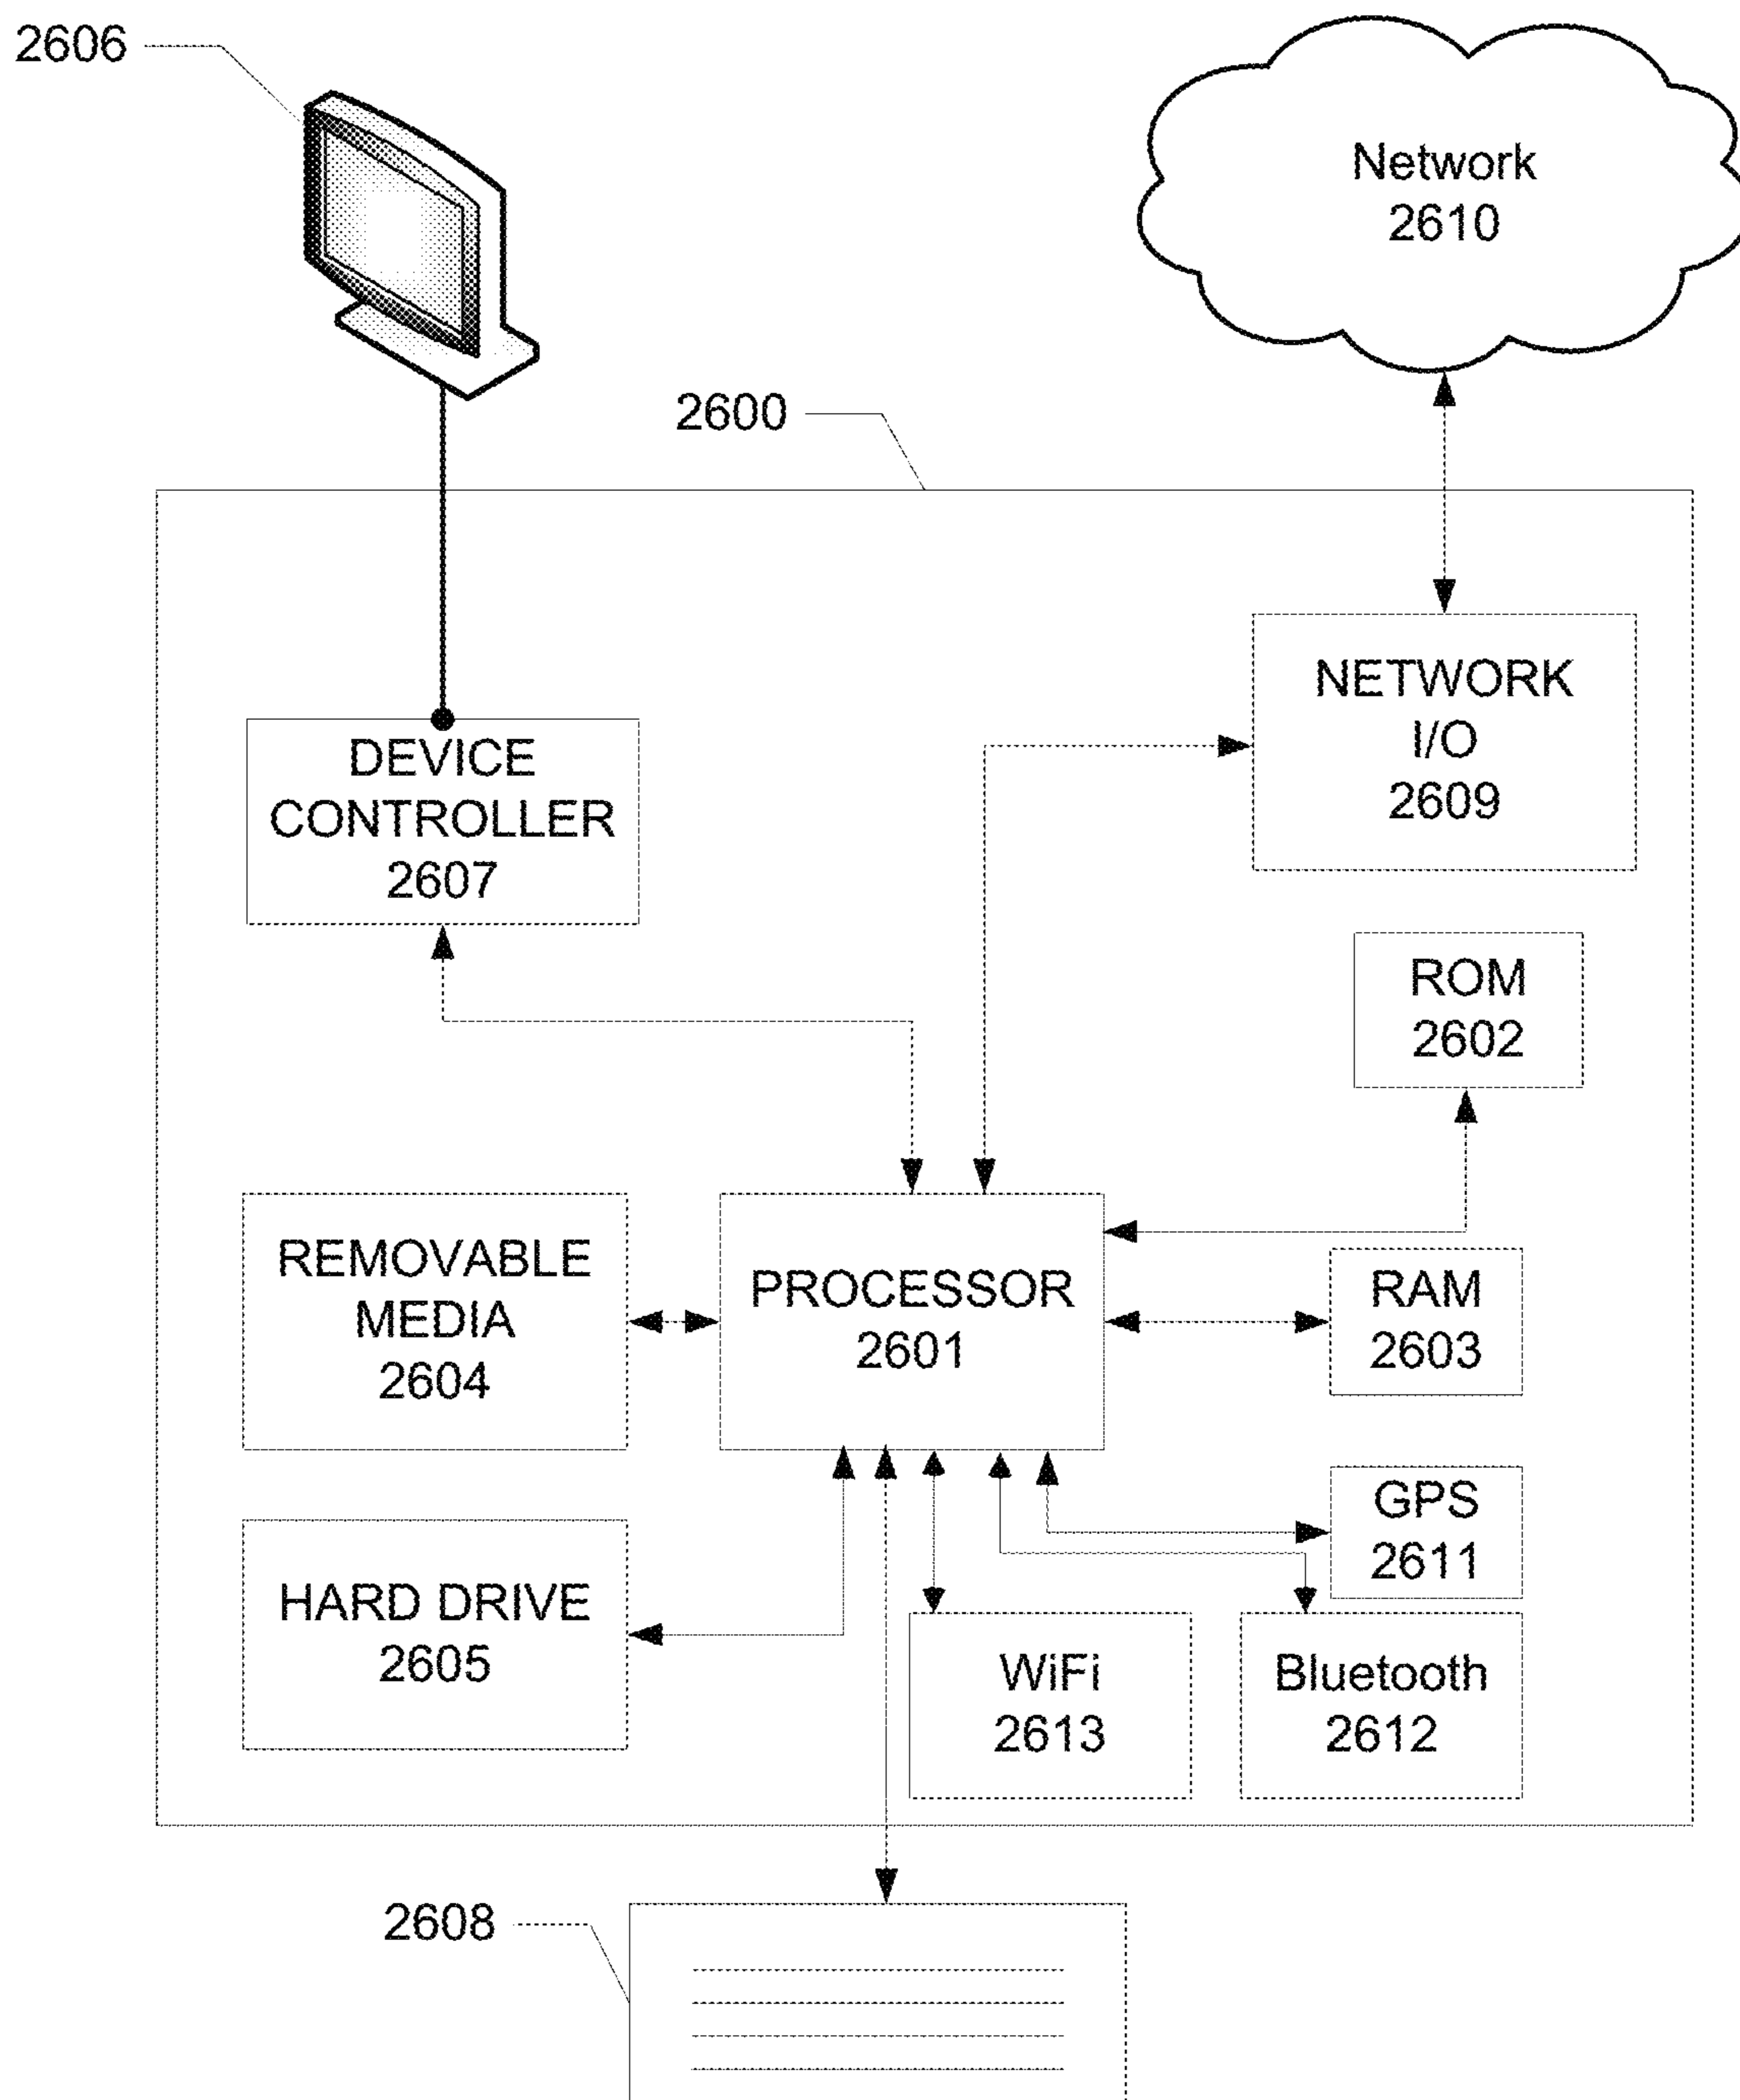 2606
Network
2610
2600
NETWORK
I/O
2609
DEVICE
CONTROLLER
2607
ROM
2602
REMOVABLE
MEDIA
2604
PROCESSOR
2601
RAM
2603
GPS
2611
HARD DRIVE
2605
WiFi
2613
Bluetooth
2612
2608